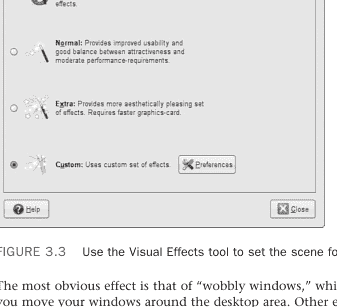 effects.
Normal: Provides improved usability and
good balance between attractiveness and
moderate performance-requirements.
Extra: Provides more aesthetically pleasing set
of effects. Requires faster graphics-card.
Custom: Uses custom set of effects. Preferences
Help Close
FIGURE 3.3 Use the Visual Effects tool to set the scene fo
The most obvious effect is that of “wobbly windows,” whi
you move your windows around the desktop area. Other e